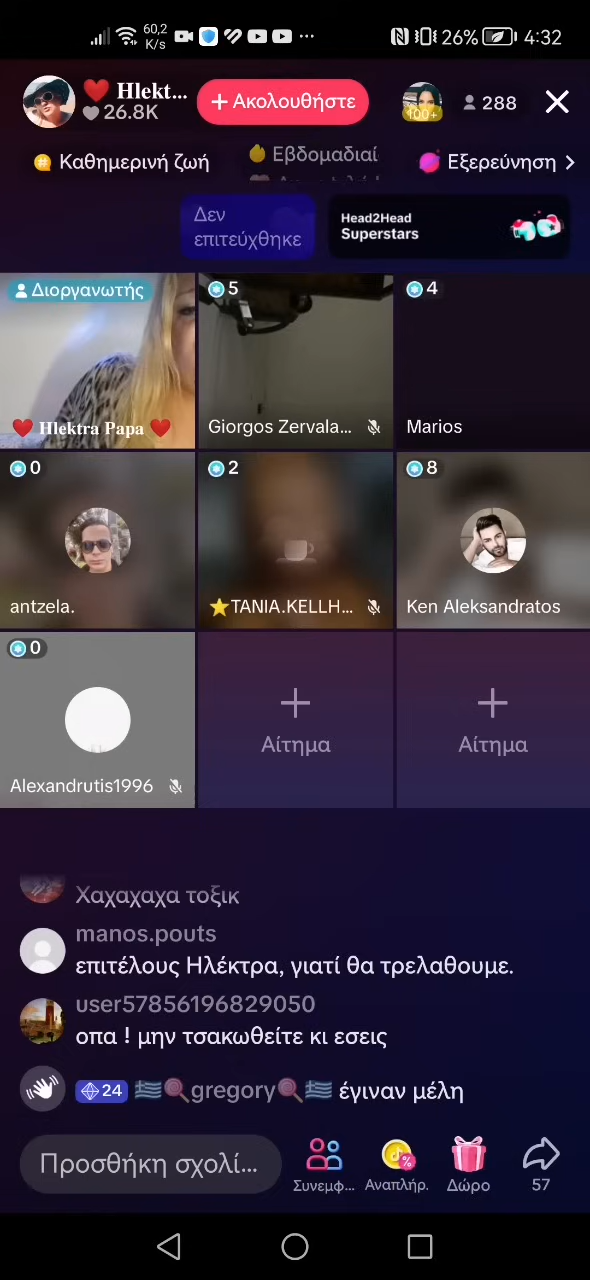 60,2
K/s
26%
4:32
❤️ Hlekt...
26.8K
+ Ακολουθήστε
100+
288
Καθημερινή ζωή
Εβδομαδιαί
Εξερεύνηση
Δεν
επιτεύχθηκε
Head2Head
Superstars
Διοργανωτής
❤️ Hlektra Papa ❤️
5
Giorgos Zervala...
4
Marios
0
antzela.
2
⭐TANIA.KELLH...
8
Ken Aleksandratos
0
Alexandrutis1996
Αίτημα
Αίτημα
Χαχαχαχα τοξικ
manos.pouts
επιτέλους Ηλέκτρα, γιατί θα τρελαθουμε.
user57856196829050
οπα ! μην τσακωθείτε κι εσεις
24 🇬🇷🍭gregory🍭🇬🇷 έγιναν μέλη
Προσθήκη σχολί...
Συνεμφ...
Αναπλήρ.
Δώρο
57